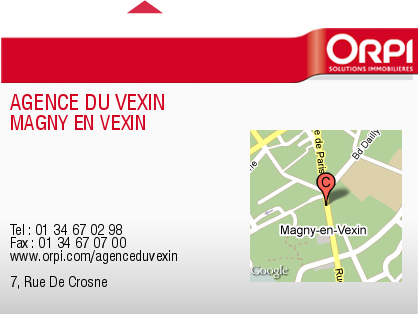 ORPI
SOLUTIONS IMMOBILIÈRES
AGENCE DU VEXIN
MAGNY EN VEXIN
e de Paris
Bd Dailly
C
Magny-en-Vexin
Google
Rue
Tel : 01 34 67 02 98
Fax : 01 34 67 07 00
www.orpi.com/agenceduvexin
7, Rue De Crosne